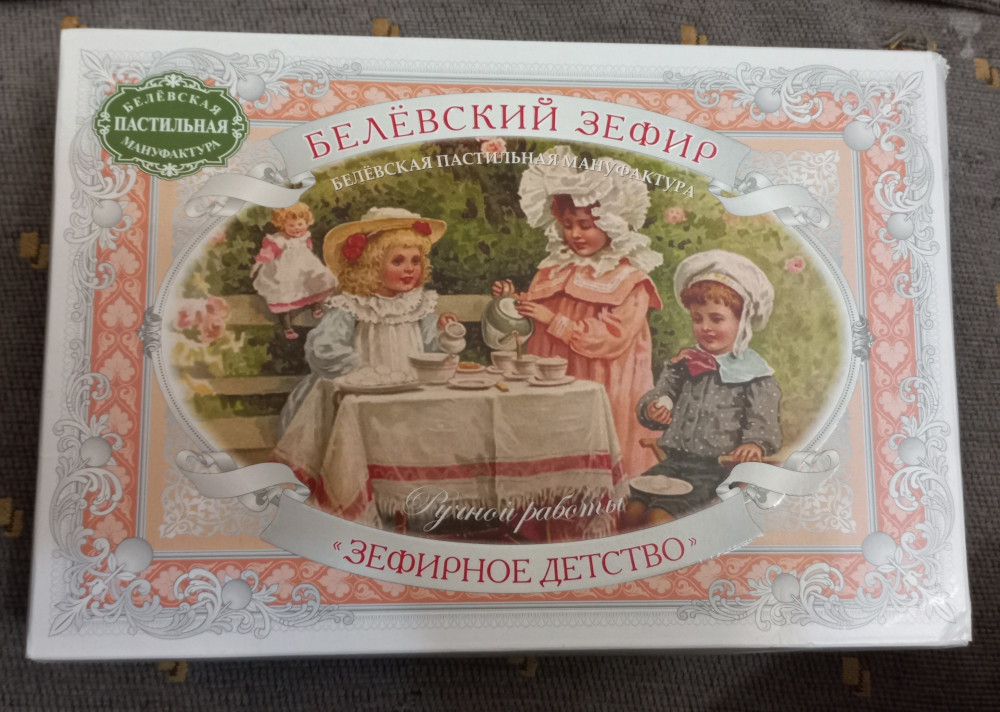 БЕЛЁВСКАЯ
ПАСТИЛЬНАЯ
МАНУФАКТУРА
БЕЛЁВСКИЙ ЗЕФИР
БЕЛЁВСКАЯ ПАСТИЛЬНАЯ МАНУФАКТУРА
Ручной работы
«ЗЕФИРНОЕ ДЕТСТВО»